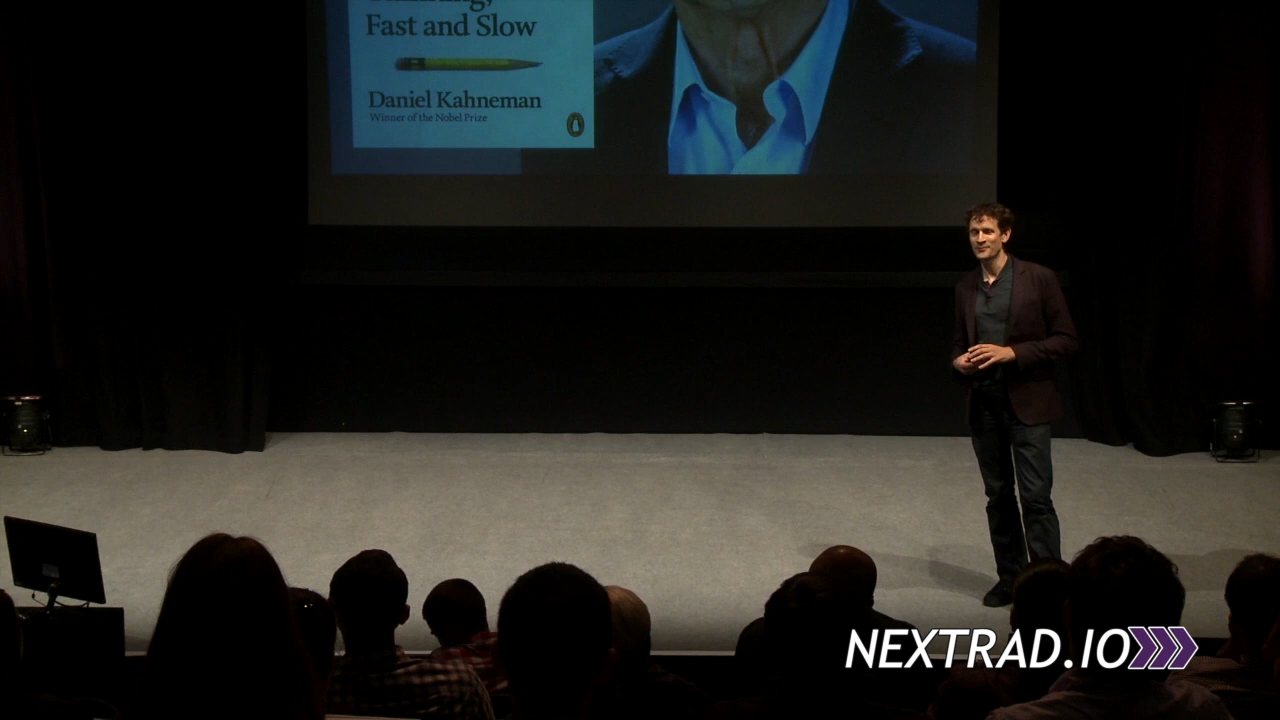 Fast and Slow
Daniel Kahneman
Winner of the Nobel Prize
NEXTRAD.IO